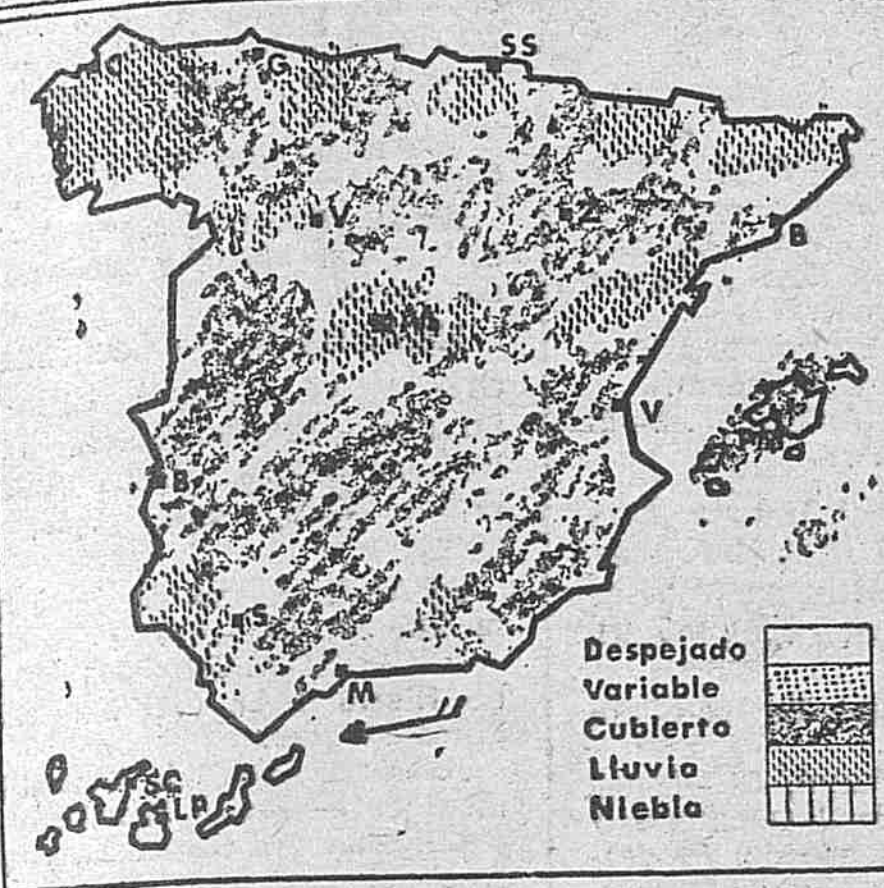 SS
G
V
Z
B
V
B
S
M
SC
LP
Despejado
Variable
Cubierto
Lluvia
Niebla